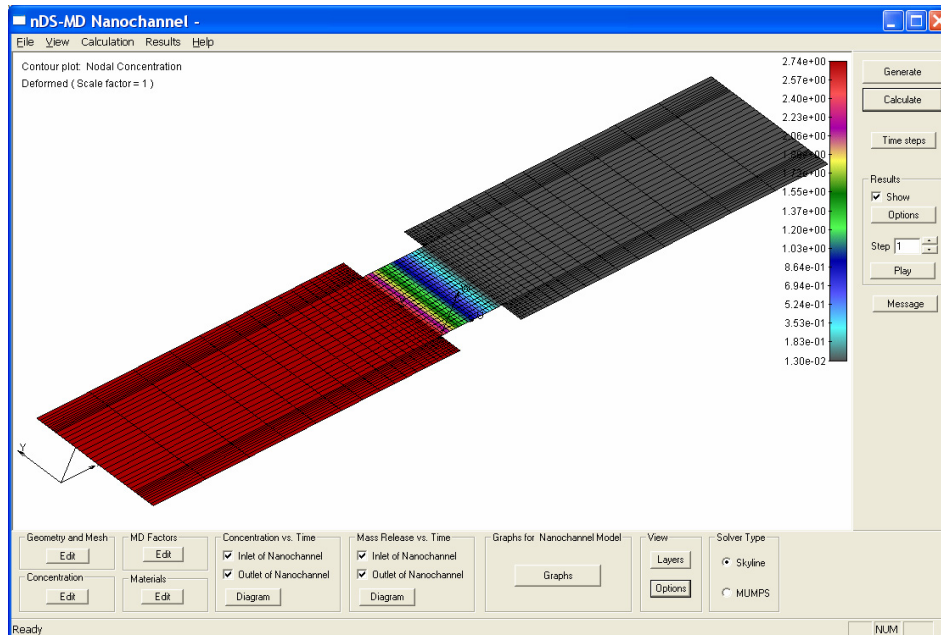 nDS-MD Nanochannel -
File View Calculation Results Help
Contour plot: Nodal Concentration
Deformed ( Scale factor = 1 )
2.74e+00
2.57e+00
2.40e+00
2.23e+00
2.06e+00
1.55e+00
1.37e+00
1.20e+00
1.03e+00
8.64e-01
6.94e-01
5.24e-01
3.53e-01
1.83e-01
1.30e-02
Y
Generate
Calculate
Time steps
Results
Show
Options
Step 1
Play
Message
Geometry and Mesh
Edit
Concentration
Edit
MD Factors
Edit
Materials
Edit
Concentration vs. Time
Inlet of Nanochannel
Outlet of Nanochannel
Diagram
Mass Release vs. Time
Inlet of Nanochannel
Outlet of Nanochannel
Diagram
Graphs for Nanochannel Model
Graphs
View
Layers
Options
Solver Type
Skyline
MUMPS
Ready NUM